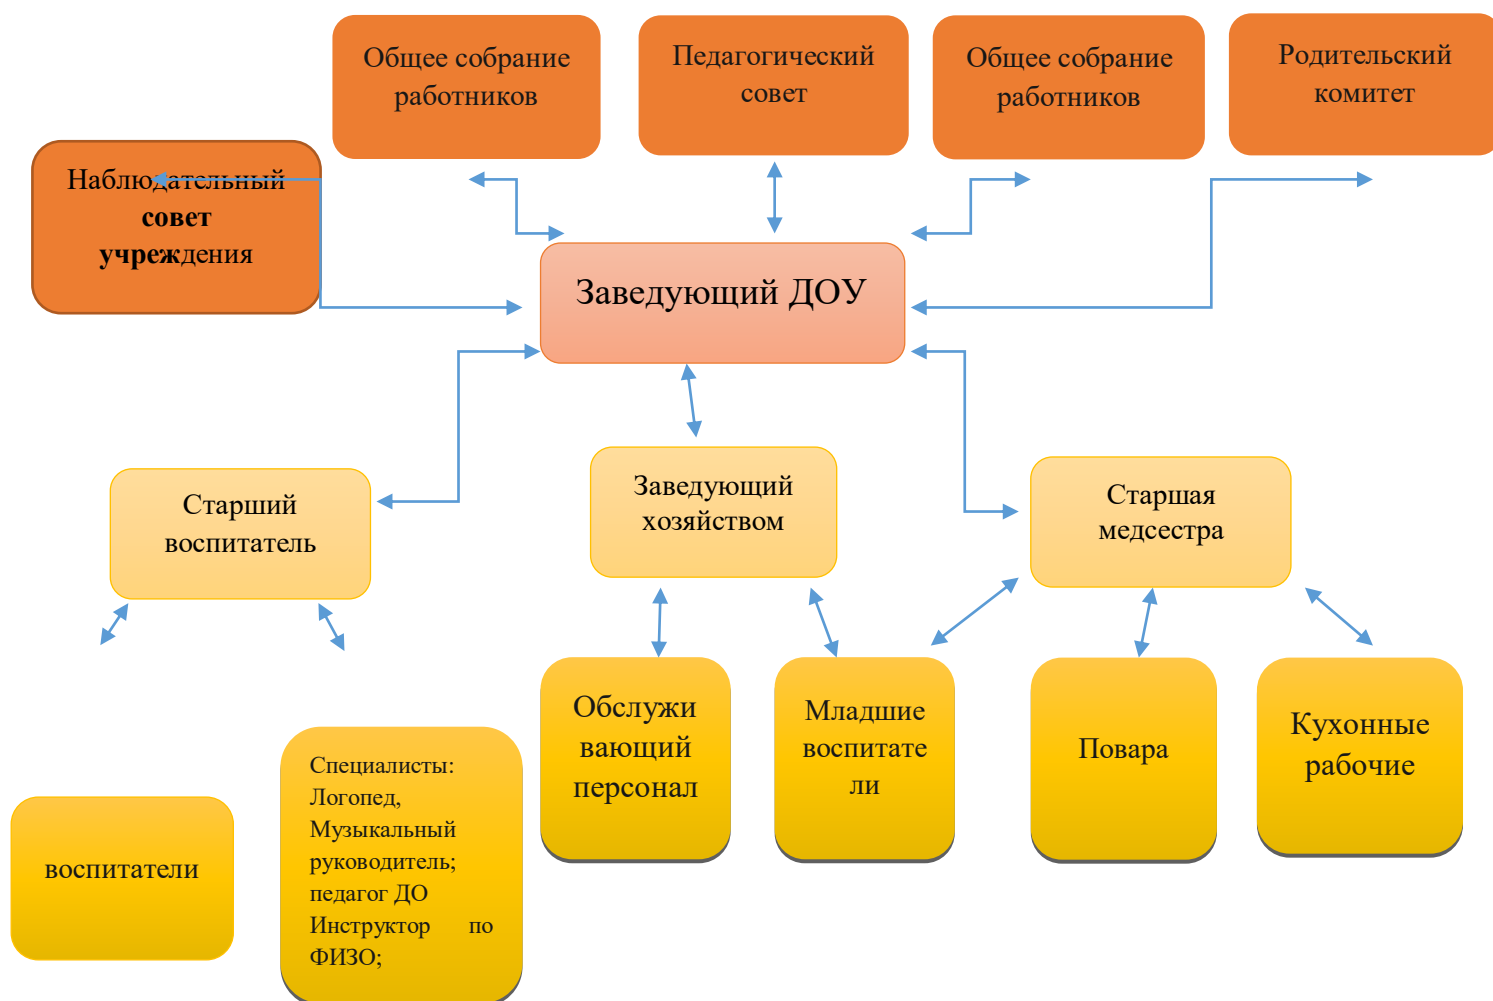 Общее собрание
работников
Педагогический
совет
Общее собрание
работников
Родительский
комитет
Наблюдательный
совет
учреждения
Заведующий ДОУ
Старший
воспитатель
Заведующий
хозяйством
Старшая
медсестра
воспитатели
Специалисты:
Логопед,
Музыкальный
руководитель;
педагог ДО
Инструктор по
ФИЗО;
Обслужи
вающий
персонал
Младшие
воспитате
ли
Повара
Кухонные
рабочие